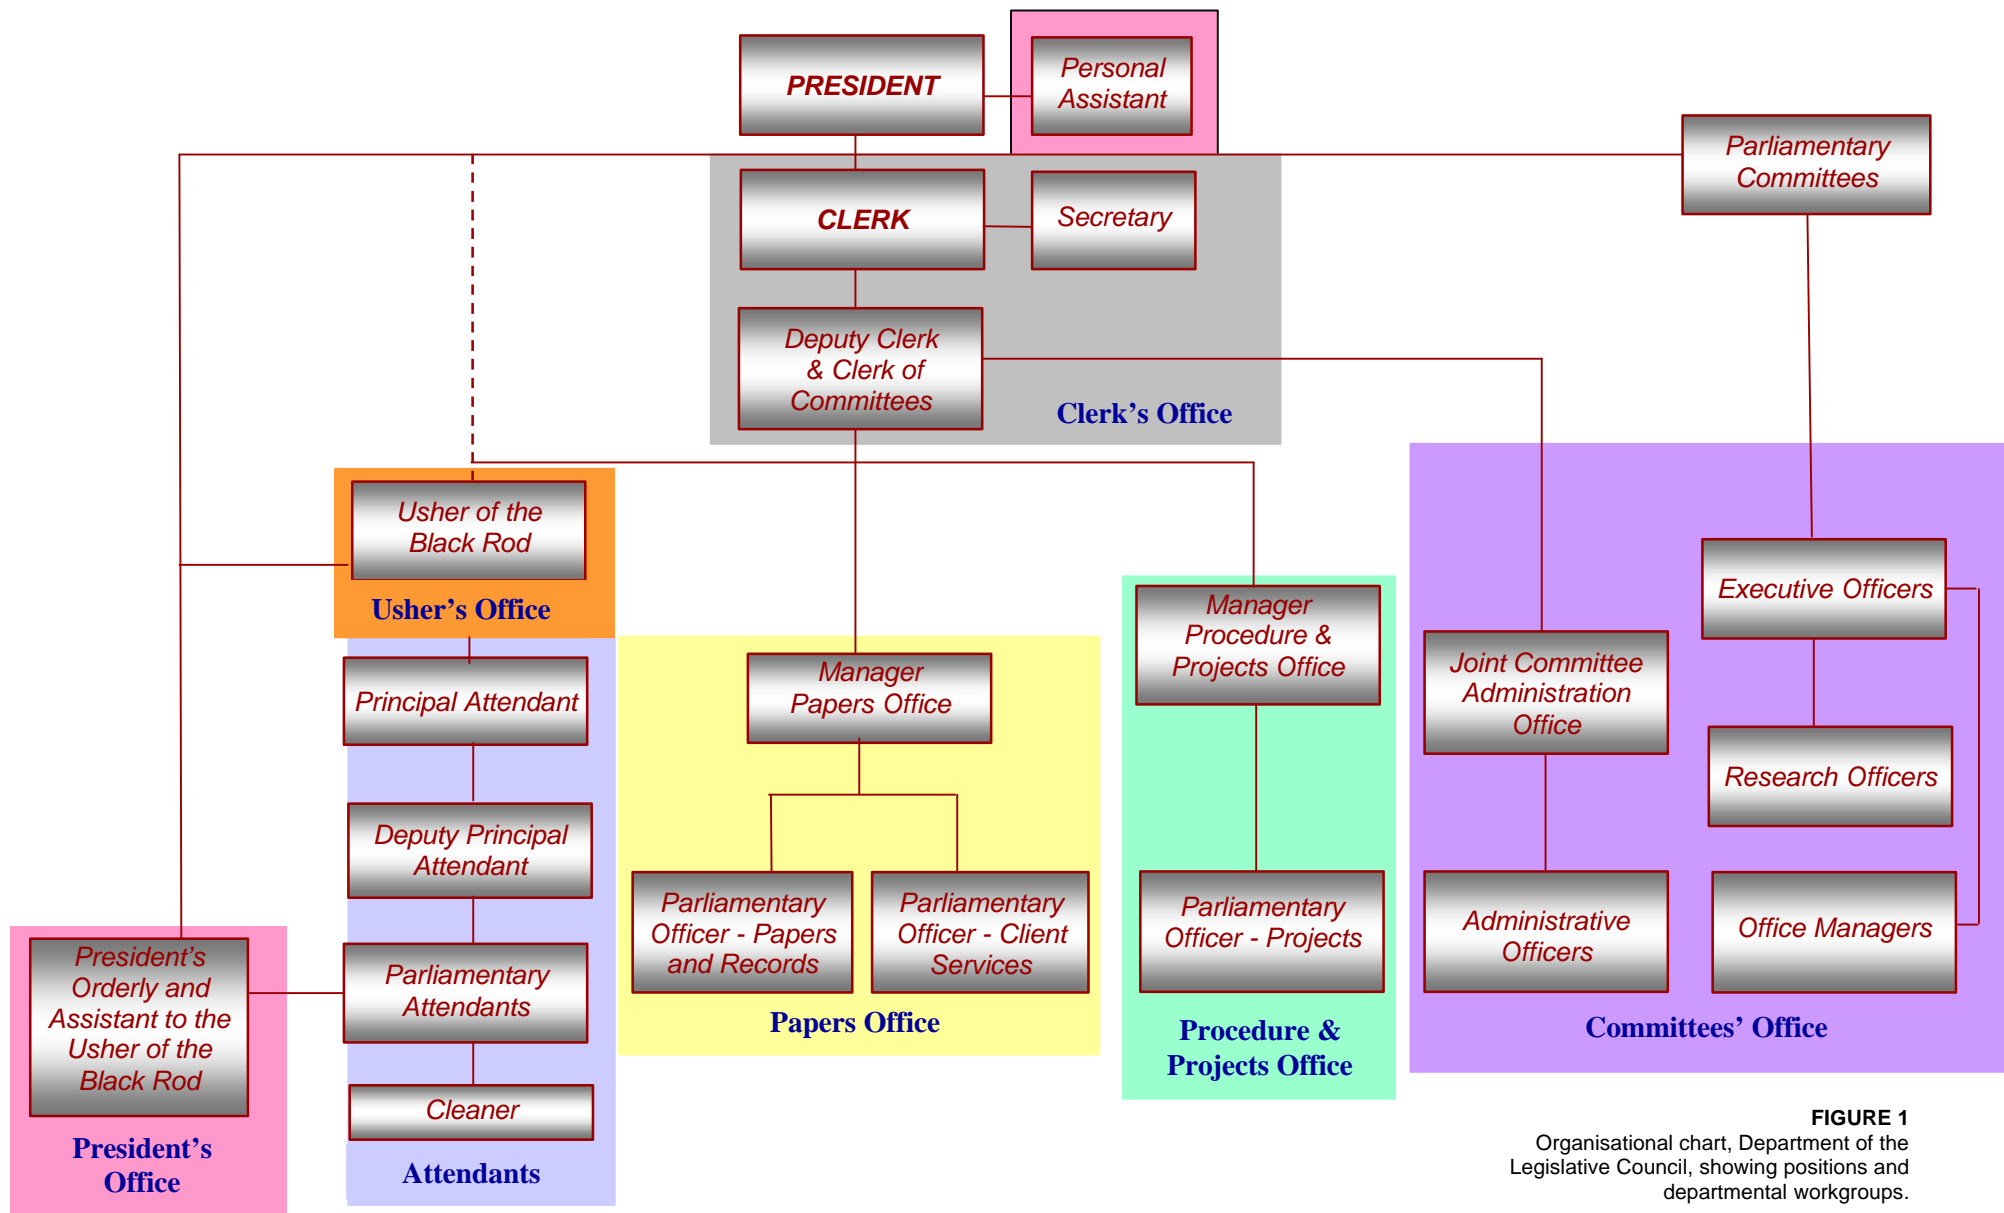 PRESIDENT
Personal
Assistant
Parliamentary
Committees
CLERK
Secretary
Deputy Clerk
& Clerk of
Committees
Clerk's Office
Usher of the
Black Rod
Usher's Office
Principal Attendant
Deputy Principal
Attendant
Parliamentary
Attendants
Cleaner
Attendants
President's
Orderly and
Assistant to the
Usher of the
Black Rod
President's
Office
Manager
Papers Office
Parliamentary
Officer - Papers
and Records
Parliamentary
Officer - Client
Services
Papers Office
Manager
Procedure &
Projects Office
Parliamentary
Officer - Projects
Procedure &
Projects Office
Joint Committee
Administration
Office
Administrative
Officers
Executive Officers
Research Officers
Office Managers
Committees' Office
FIGURE 1
Organisational chart, Department of the
Legislative Council, showing positions and
departmental workgroups.